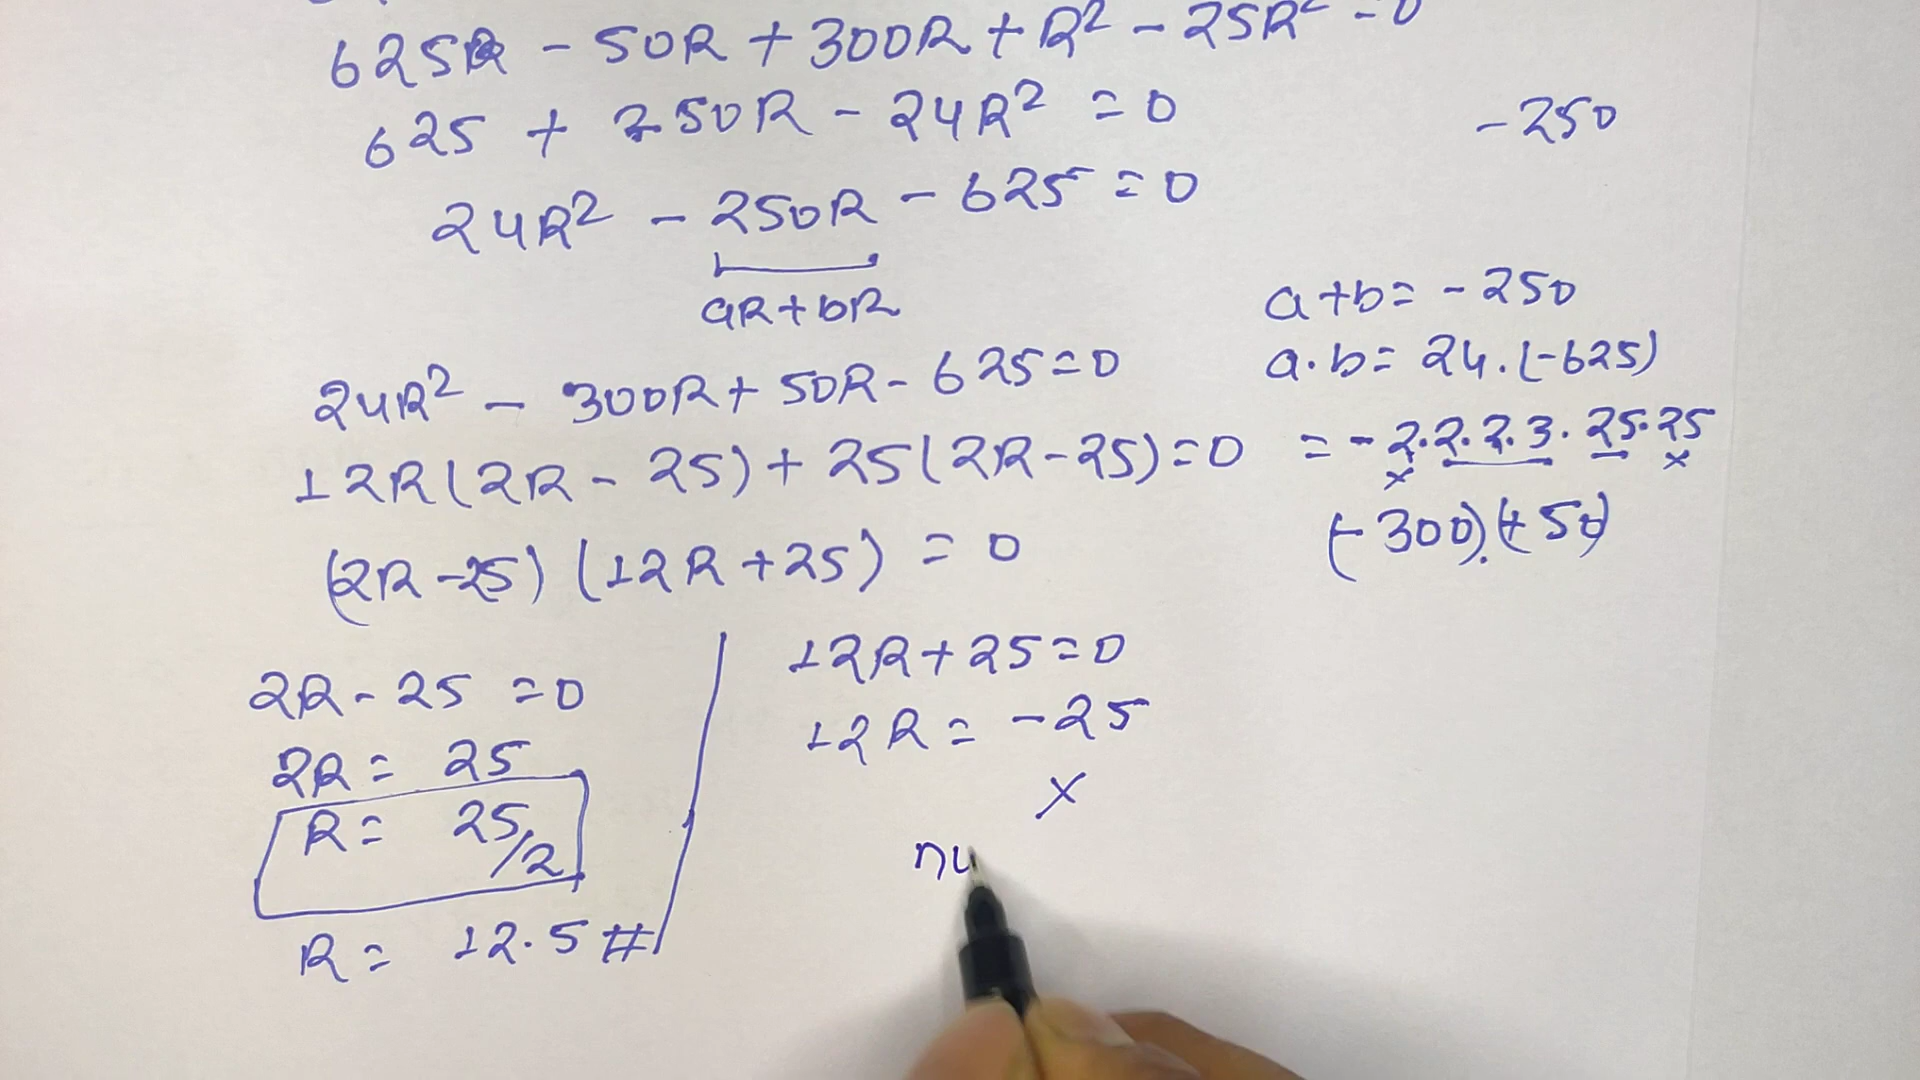 625R - 50R + 300R + R² - 25R² = 0
625 + 250R - 24R² = 0
-250
24R² - 250R - 625 = 0
aR + bR
a + b = -250
a . b = 24 . (-625)
= - 2 . 2 . 2 . 3 . 25 . 25
x x
(-300) . (+50)
24R² - 300R + 50R - 625 = 0
12R(2R - 25) + 25(2R - 25) = 0
(2R - 25) (12R + 25) = 0
2R - 25 = 0
2R = 25
R = 25/2
R = 12.5 #
12R + 25 = 0
12R = -25
x
nu